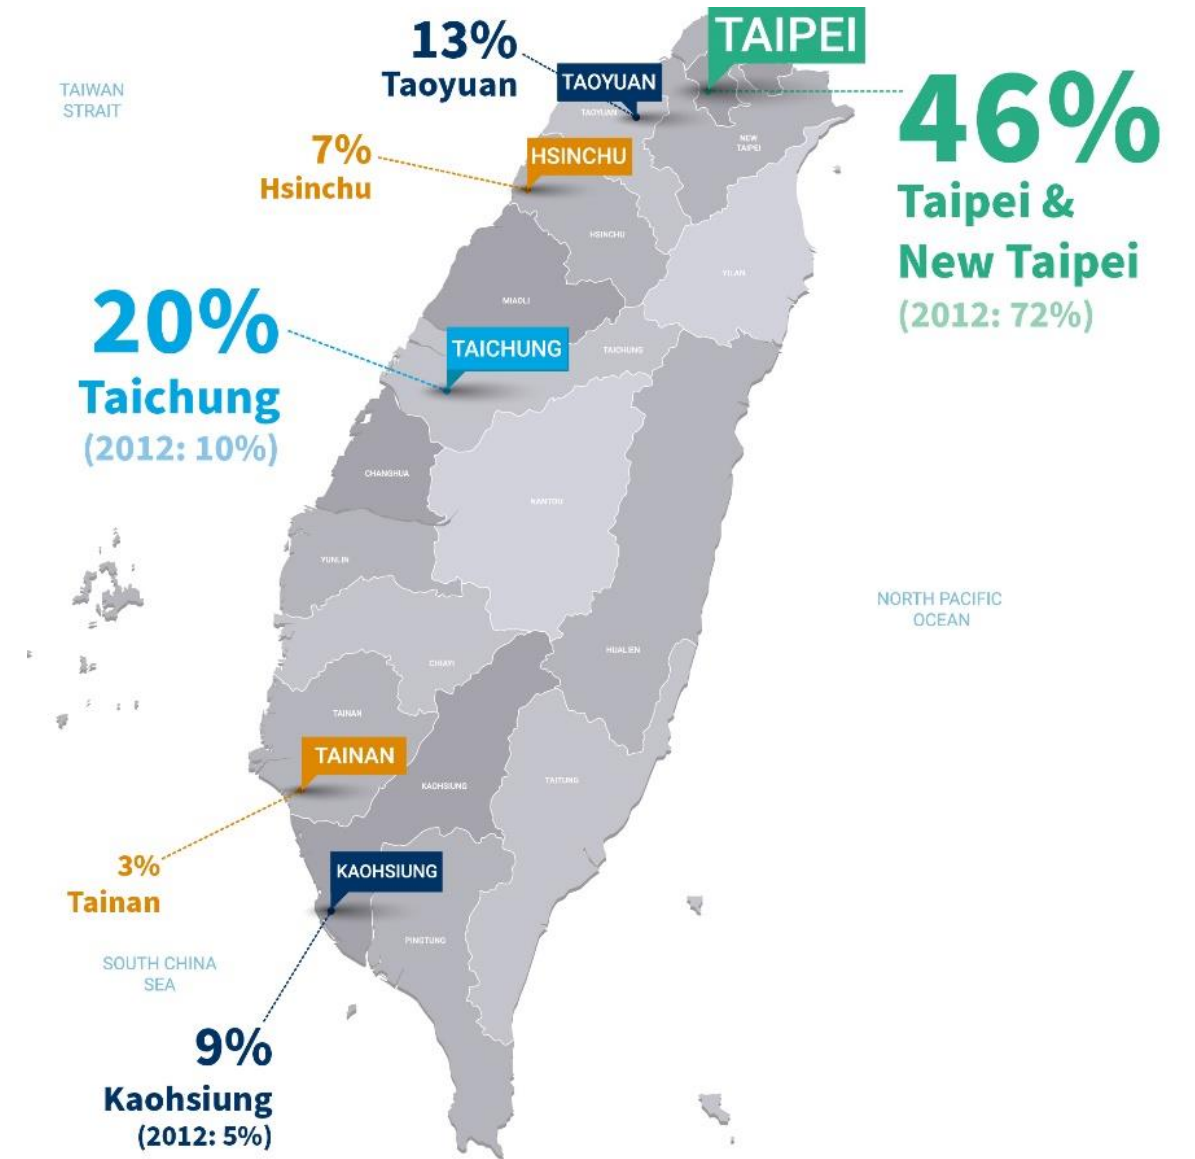 13%
Taoyuan
TAIPEI
TAIWAN
STRAIT
TAOYUAN
TAOYUAN
46%
Taipei &
New Taipei
(2012: 72%)
NEW
TAIPEI
7%
Hsinchu
HSINCHU
HSINCHU
YILAN
MIAOLI
20%
Taichung
(2012: 10%)
TAICHUNG
TAICHUNG
CHANGHUA
NANTOU
YUNLIN
NORTH PACIFIC
OCEAN
HUALIEN
CHIAYI
TAINAN
TAINAN
KAOHSIUNG
TAITUNG
3%
Tainan
KAOHSIUNG
PINGTUNG
SOUTH CHINA
SEA
9%
Kaohsiung
(2012: 5%)